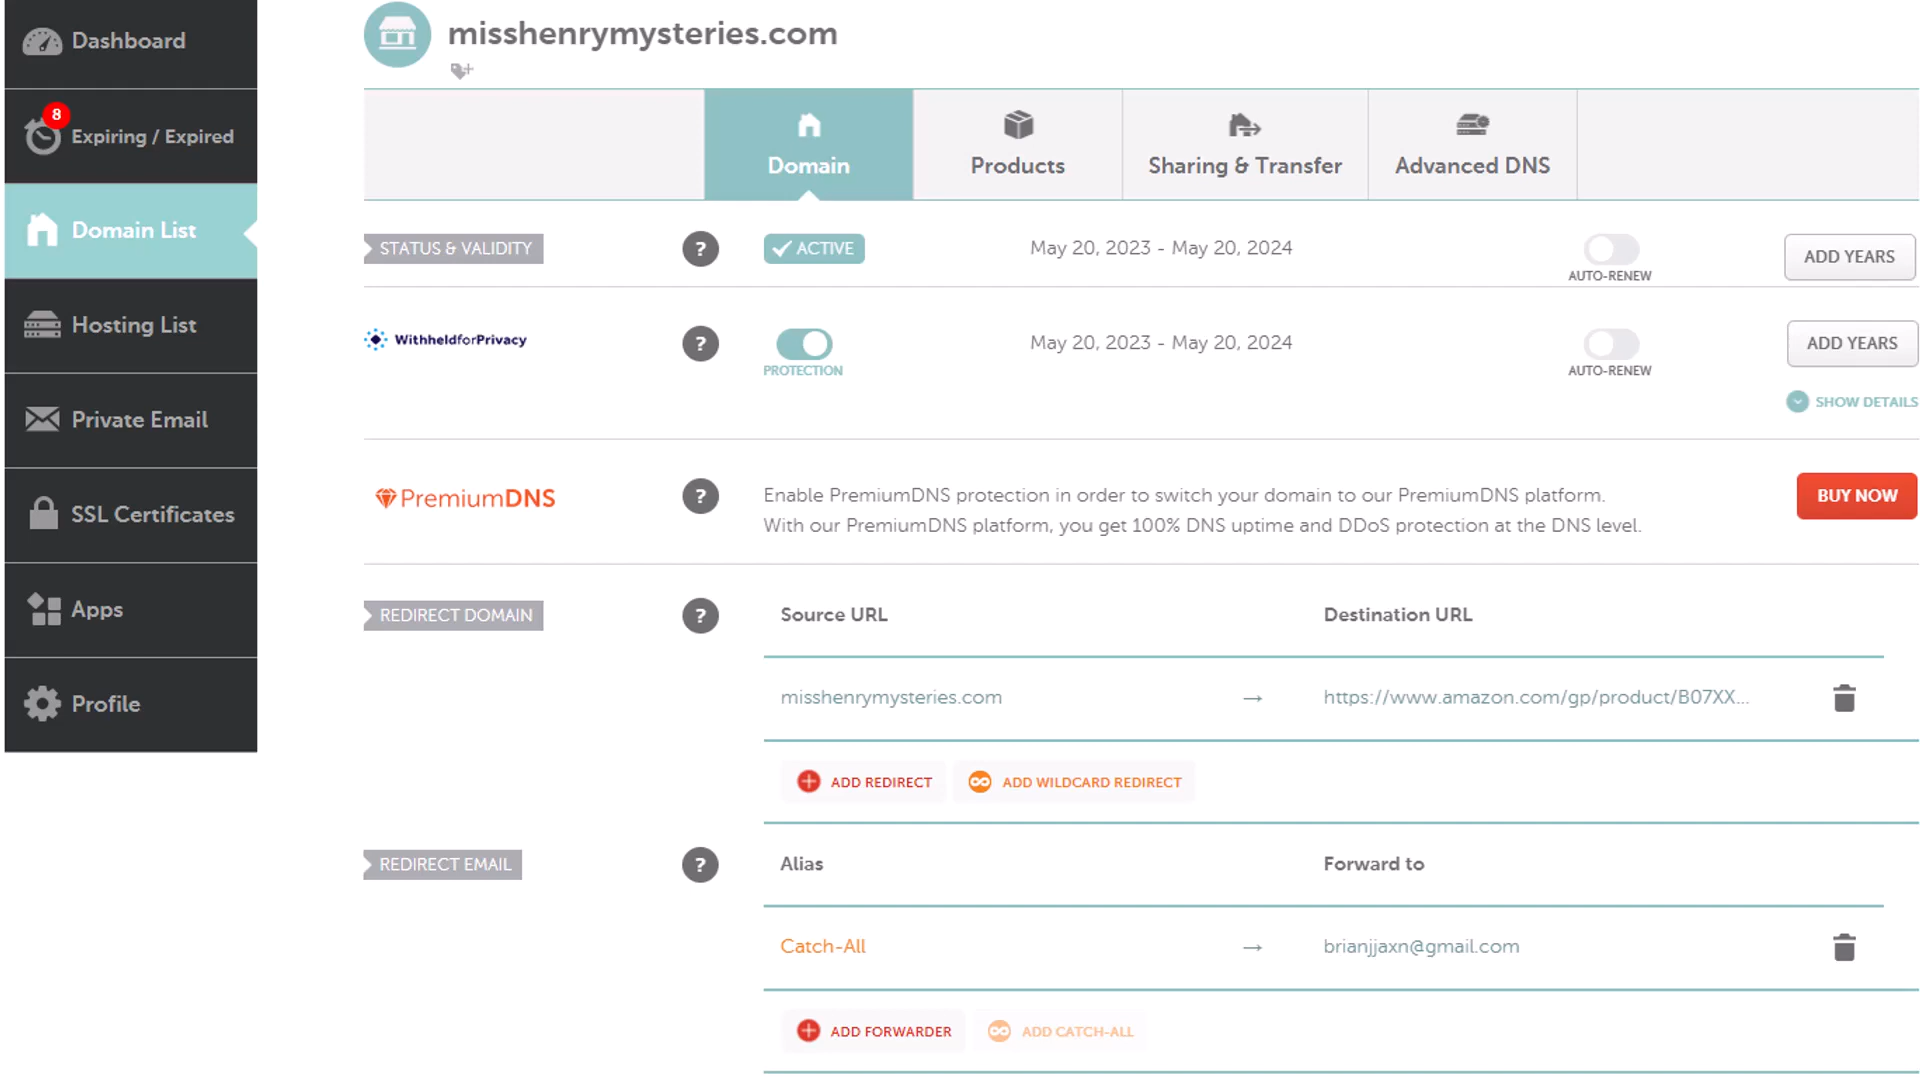 Dashboard
8
Expiring / Expired
Domain List
Hosting List
Private Email
SSL Certificates
Apps
Profile
misshenrymysteries.com
Domain
Products
Sharing & Transfer
Advanced DNS
STATUS & VALIDITY
?
ACTIVE
May 20, 2023 - May 20, 2024
AUTO-RENEW
ADD YEARS
WithheldforPrivacy
?
PROTECTION
May 20, 2023 - May 20, 2024
AUTO-RENEW
ADD YEARS
SHOW DETAILS
PremiumDNS
?
Enable PremiumDNS protection in order to switch your domain to our PremiumDNS platform.
With our PremiumDNS platform, you get 100% DNS uptime and DDoS protection at the DNS level.
BUY NOW
REDIRECT DOMAIN
?
Source URL
Destination URL
misshenrymysteries.com → https://www.amazon.com/gp/product/B07XX...
ADD REDIRECT
ADD WILDCARD REDIRECT
REDIRECT EMAIL
?
Alias
Forward to
Catch-All → brianjjaxn@gmail.com
ADD FORWARDER
ADD CATCH-ALL